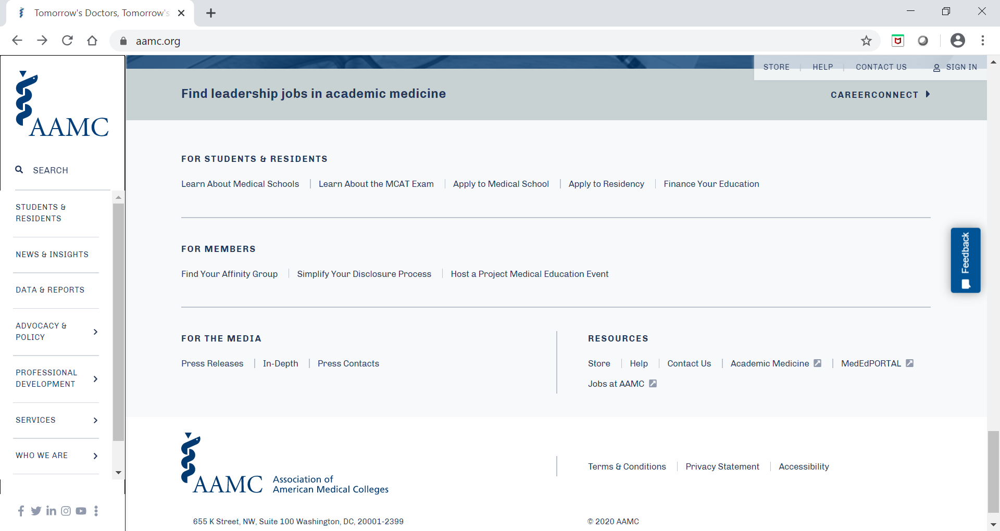 Tomorrow's Doctors, Tomorrow's
aamc.org
AAMC
SEARCH
STUDENTS &
RESIDENTS
NEWS & INSIGHTS
DATA & REPORTS
ADVOCACY &
POLICY
PROFESSIONAL
DEVELOPMENT
SERVICES
WHO WE ARE
STORE HELP CONTACT US SIGN IN
Find leadership jobs in academic medicine CAREERCONNECT
FOR STUDENTS & RESIDENTS
Learn About Medical Schools Learn About the MCAT Exam Apply to Medical School Apply to Residency Finance Your Education
FOR MEMBERS
Find Your Affinity Group Simplify Your Disclosure Process Host a Project Medical Education Event
Feedback
FOR THE MEDIA
Press Releases In-Depth Press Contacts
RESOURCES
Store Help Contact Us Academic Medicine MedEdPORTAL
Jobs at AAMC
AAMC Association of
American Medical Colleges
Terms & Conditions Privacy Statement Accessibility
655 K Street, NW, Suite 100 Washington, DC, 20001-2399
© 2020 AAMC